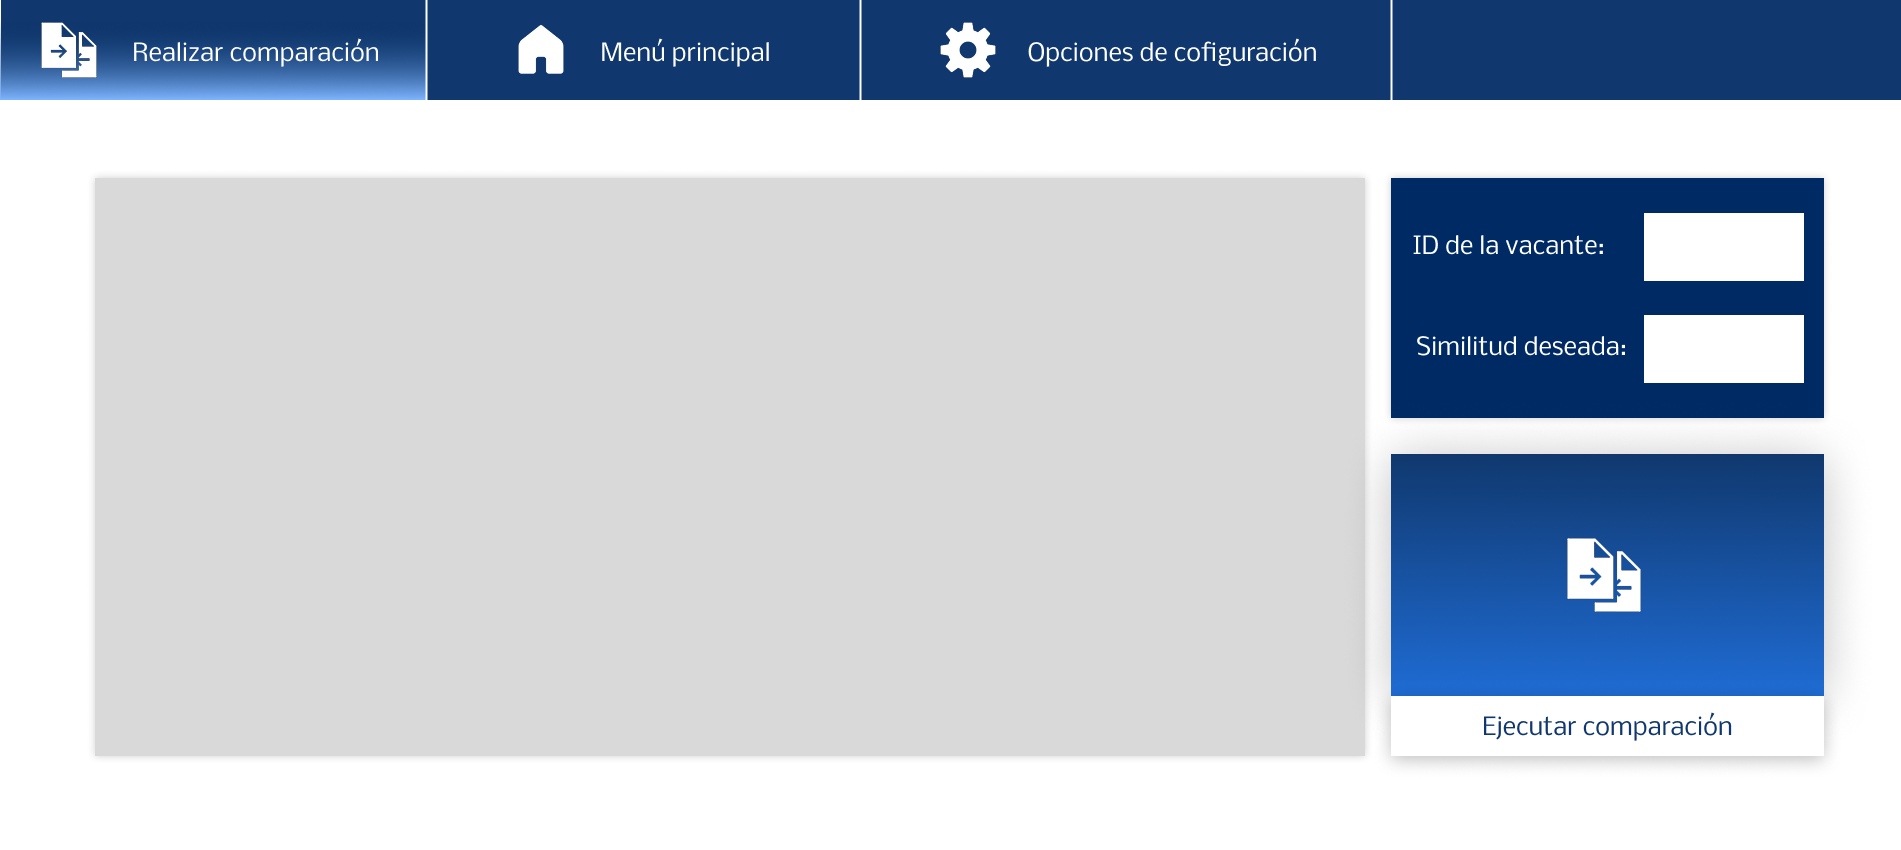 Realizar comparación
Menú principal
Opciones de cofiguración
ID de la vacante:
Similitud deseada:
Ejecutar comparación